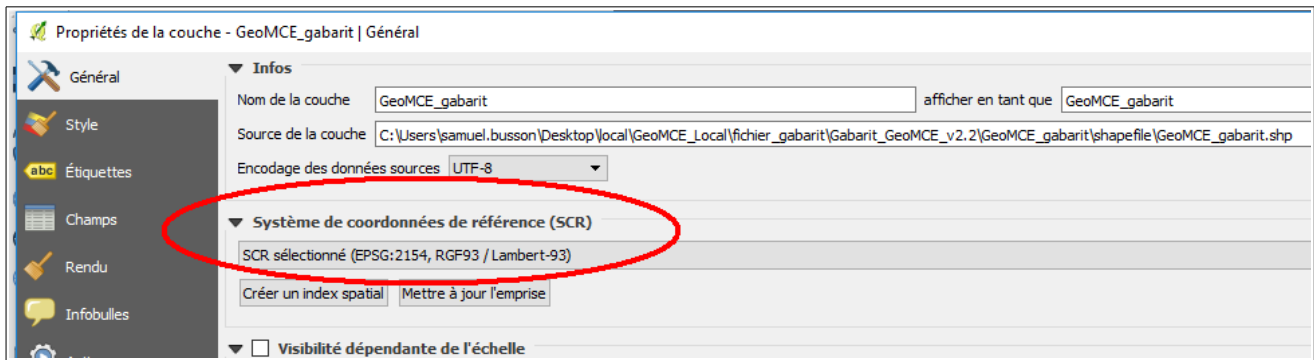 Propriétés de la couche - GeoMCE_gabarit | Général
Général
Style
abc Étiquettes
Champs
Rendu
Infobulles
Infos
Nom de la couche GeoMCE_gabarit afficher en tant que GeoMCE_gabarit
Source de la couche C:\Users\samuel.busson\Desktop\local\GeoMCE_Local\fichier_gabarit\Gabarit_GeoMCE_v2.2\GeoMCE_gabarit\shapefile\GeoMCE_gabarit.shp
Encodage des données sources UTF-8
Système de coordonnées de référence (SCR)
SCR sélectionné (EPSG:2154, RGF93 / Lambert-93)
Créer un index spatial Mettre à jour l'emprise
Visibilité dépendante de l'échelle